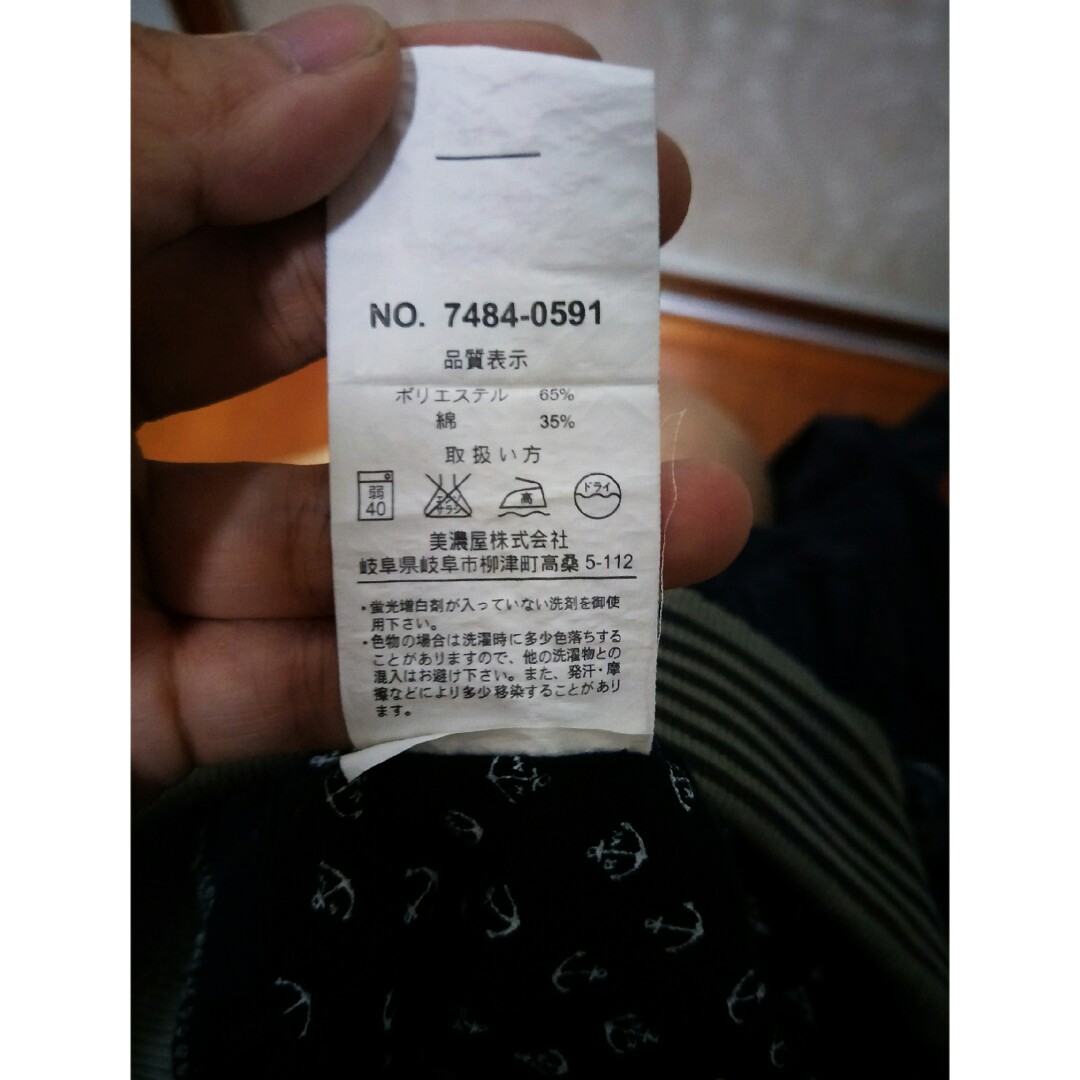 NO. 7484-0591
品質表示
ポリエステル 65%
綿 35%
取扱い方
弱 40 エンソサラシ 高 ドライ
美濃屋株式会社
岐阜県岐阜市柳津町高桑 5-112
・蛍光増白剤が入っていない洗剤を御使
用下さい。
・色物の場合は洗濯時に多少色落ちする
ことがありますので、他の洗濯物との
混入はお避け下さい。また、発汗・摩
擦などにより多少移染することがあり
ます。